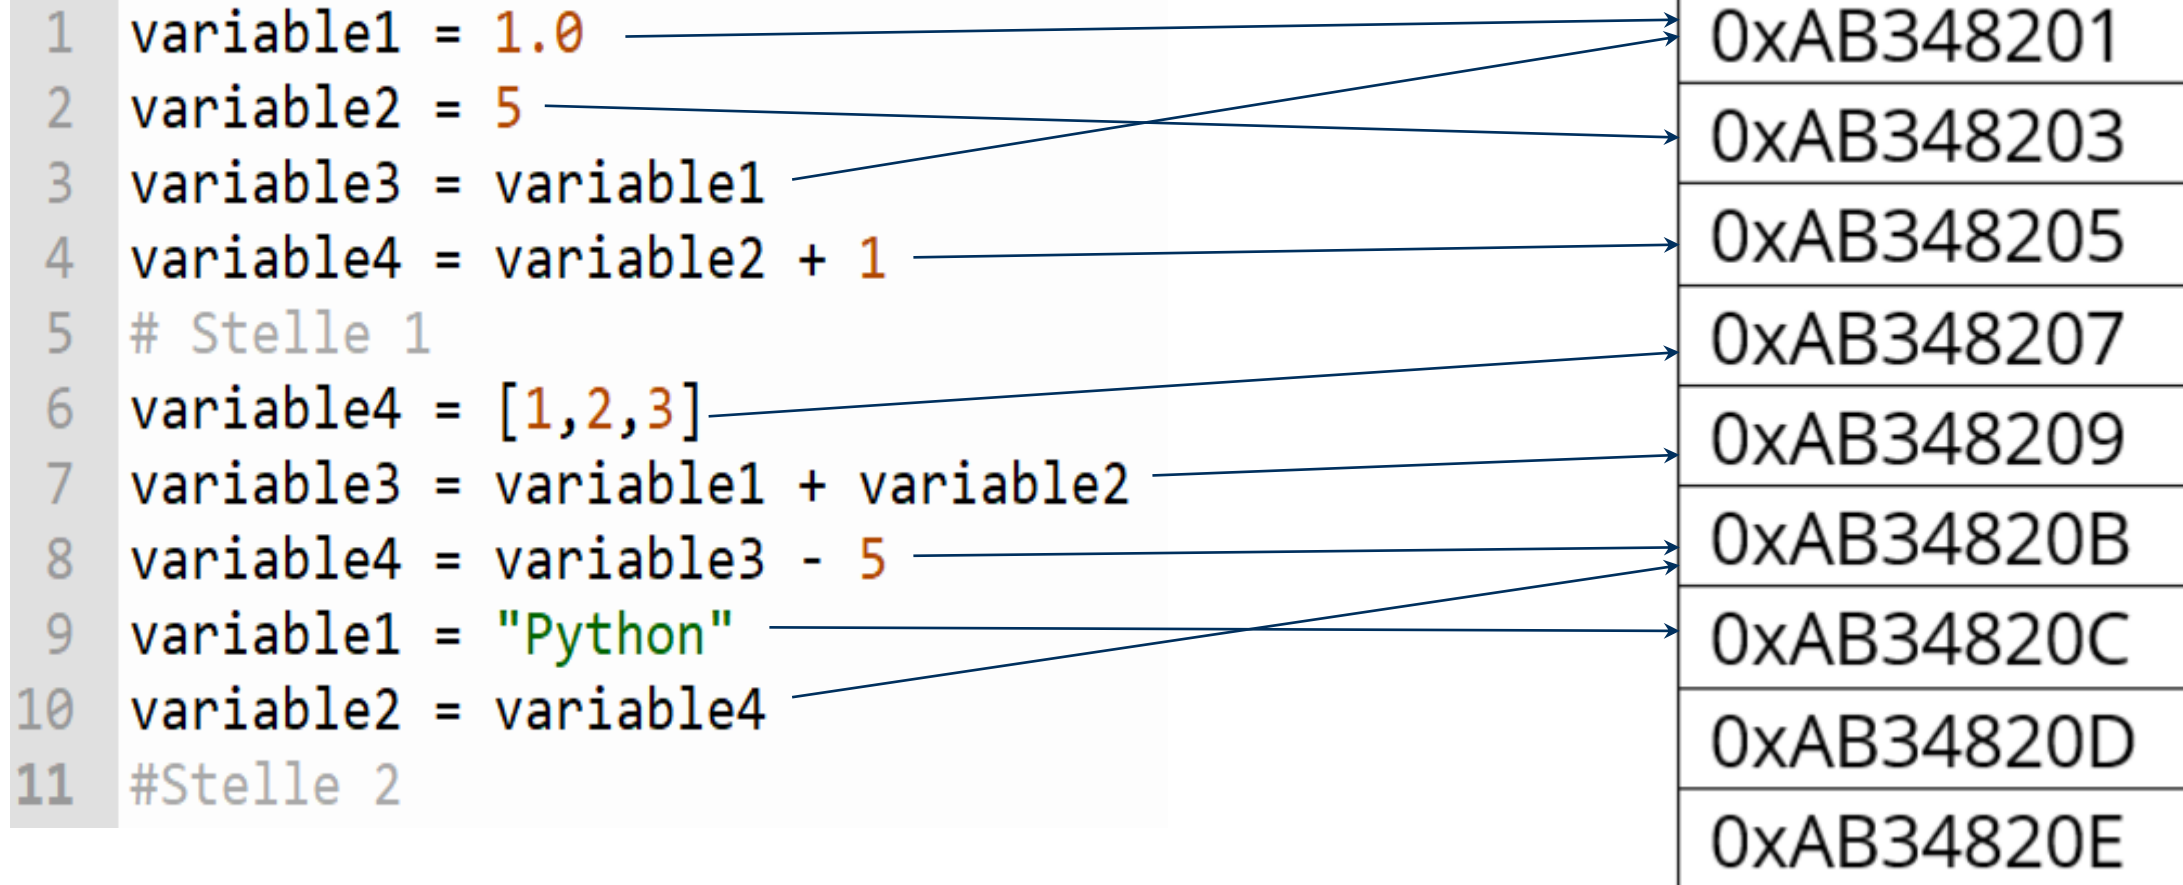 1 variable1 = 1.0
2 variable2 = 5
3 variable3 = variable1
4 variable4 = variable2 + 1
5 # Stelle 1
6 variable4 = [1,2,3]
7 variable3 = variable1 + variable2
8 variable4 = variable3 - 5
9 variable1 = "Python"
10 variable2 = variable4
11 #Stelle 2
0xAB348201
0xAB348203
0xAB348205
0xAB348207
0xAB348209
0xAB34820B
0xAB34820C
0xAB34820D
0xAB34820E